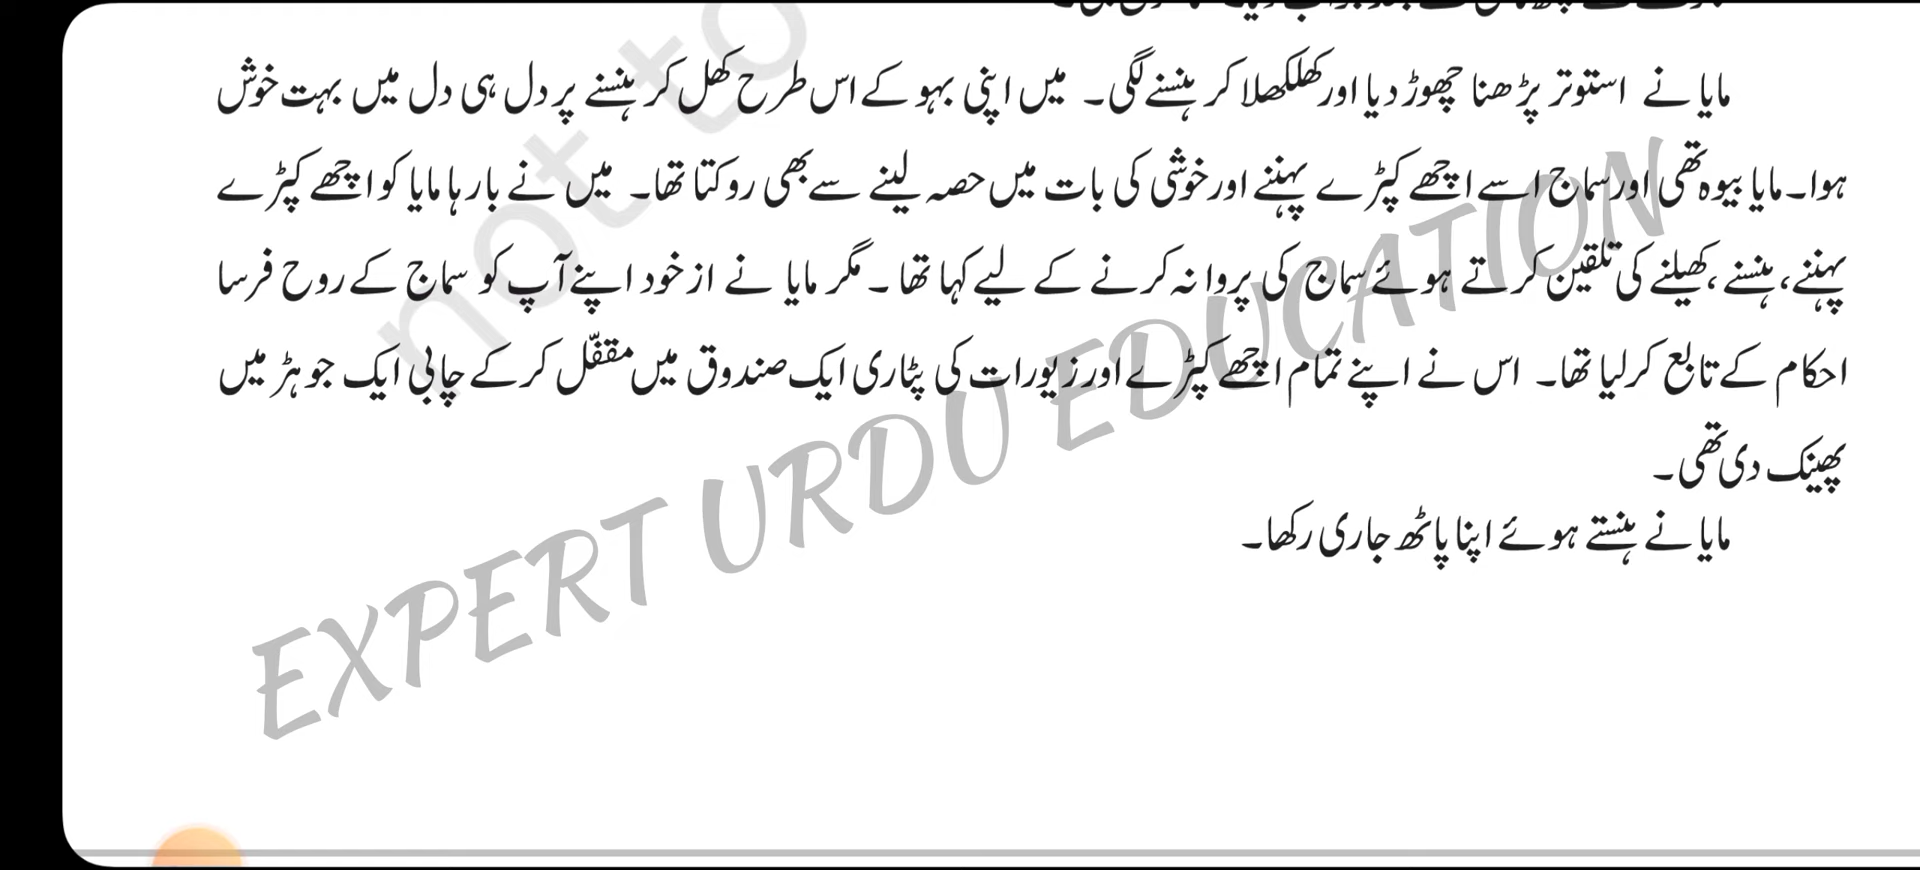 مایا نے استوتر پڑھنا چھوڑ دیا اور کھلکھلا کر ہنسنے لگی۔ میں اپنی بہو کے اس طرح کھل کر ہنسنے پر دل ہی دل میں بہت خوش
ہوا۔ مایا بیوہ تھی اور سماج اسے اچھے کپڑے پہننے اور خوشی کی بات میں حصہ لینے سے بھی روکتا تھا۔ میں نے بارہا مایا کو اچھے کپڑے
پہننے، ہنسنے، کھیلنے کی تلقین کرتے ہوئے سماج کی پروا نہ کرنے کے لیے کہا تھا۔ مگر مایا نے از خود اپنے آپ کو سماج کے روح فرسا
احکام کے تابع کرلیا تھا۔ اس نے اپنے تمام اچھے کپڑے اور زیورات کی پٹاری ایک صندوق میں مقفّل کر کے چابی ایک جوہڑ میں
پھینک دی تھی۔
مایا نے ہنستے ہوئے اپنا پاٹھ جاری رکھا۔
EXPERT URDU EDUCATION
not to